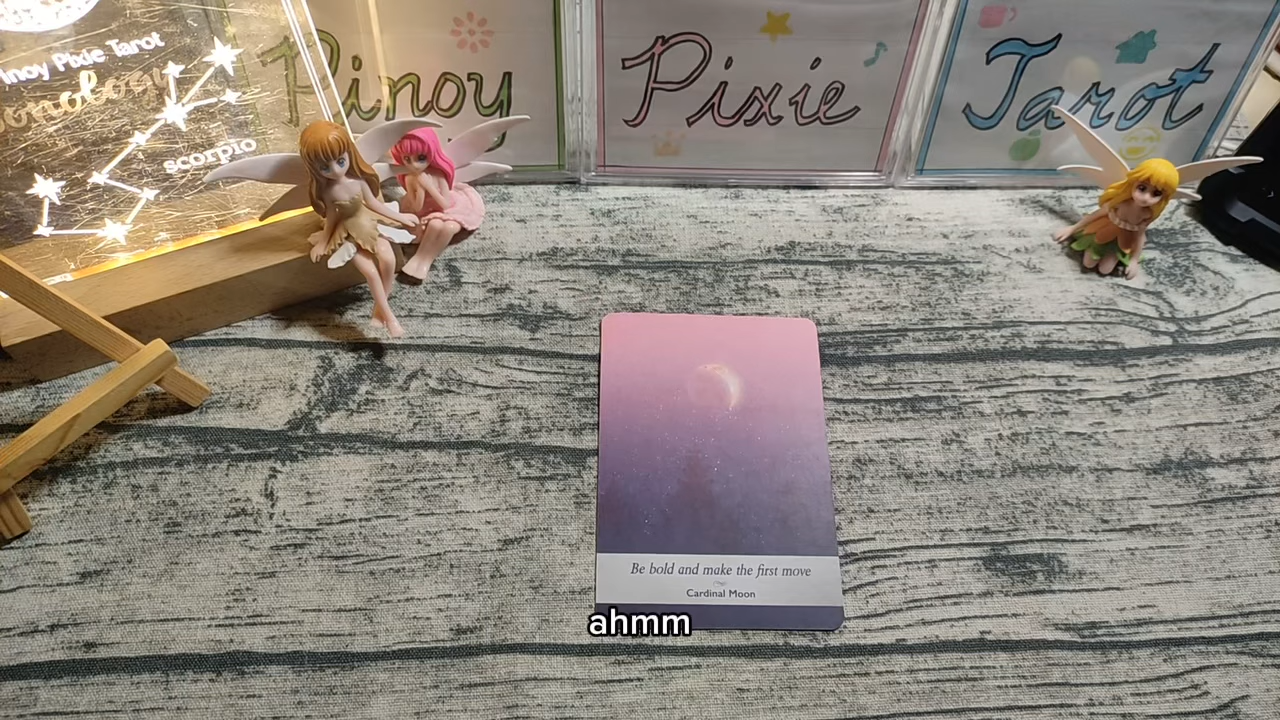 Pinoy Pixie Tarot
scorpio
Pinoy
Pixie
Tarot
Be bold and make the first move
Cardinal Moon
ahmm